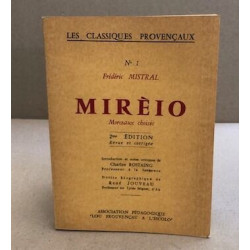 LES CLASSIQUES PROVENÇAUX
N° 1
Frédéric MISTRAL
MIRÈIO
Morceaux choisis
2me ÉDITION
Revue et corrigée
Introduction et notes critiques de
Charles ROSTAING
Professeur à la Sorbonne
Notice biographique de
René JOUVEAU
ASSOCIATION PÉDAGOGIQUE
"LOU PROUVENÇAU A L'ESCOLO"